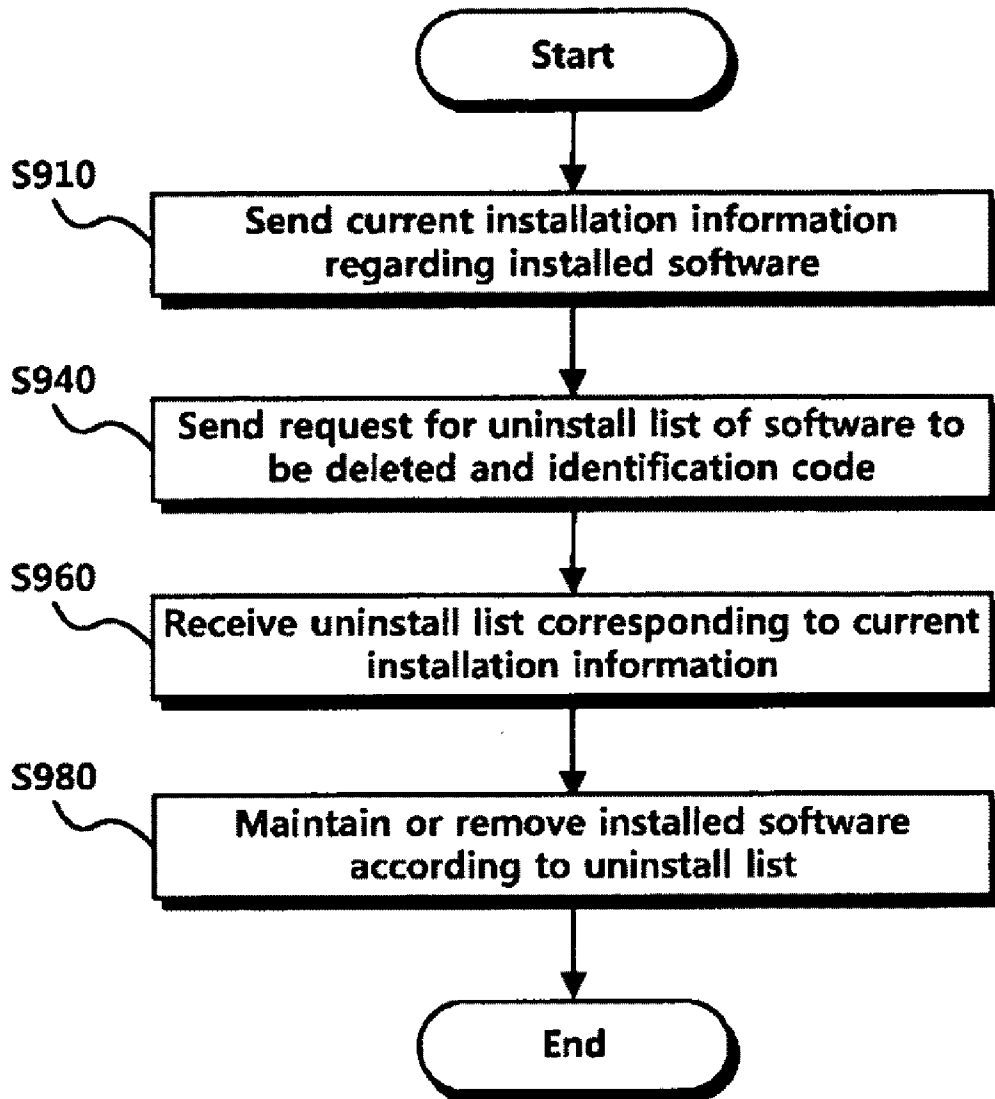 Start
S910
Send current installation information
regarding installed software
S940
Send request for uninstall list of software to
be deleted and identification code
S960
Receive uninstall list corresponding to current
installation information
S980
Maintain or remove installed software
according to uninstall list
End